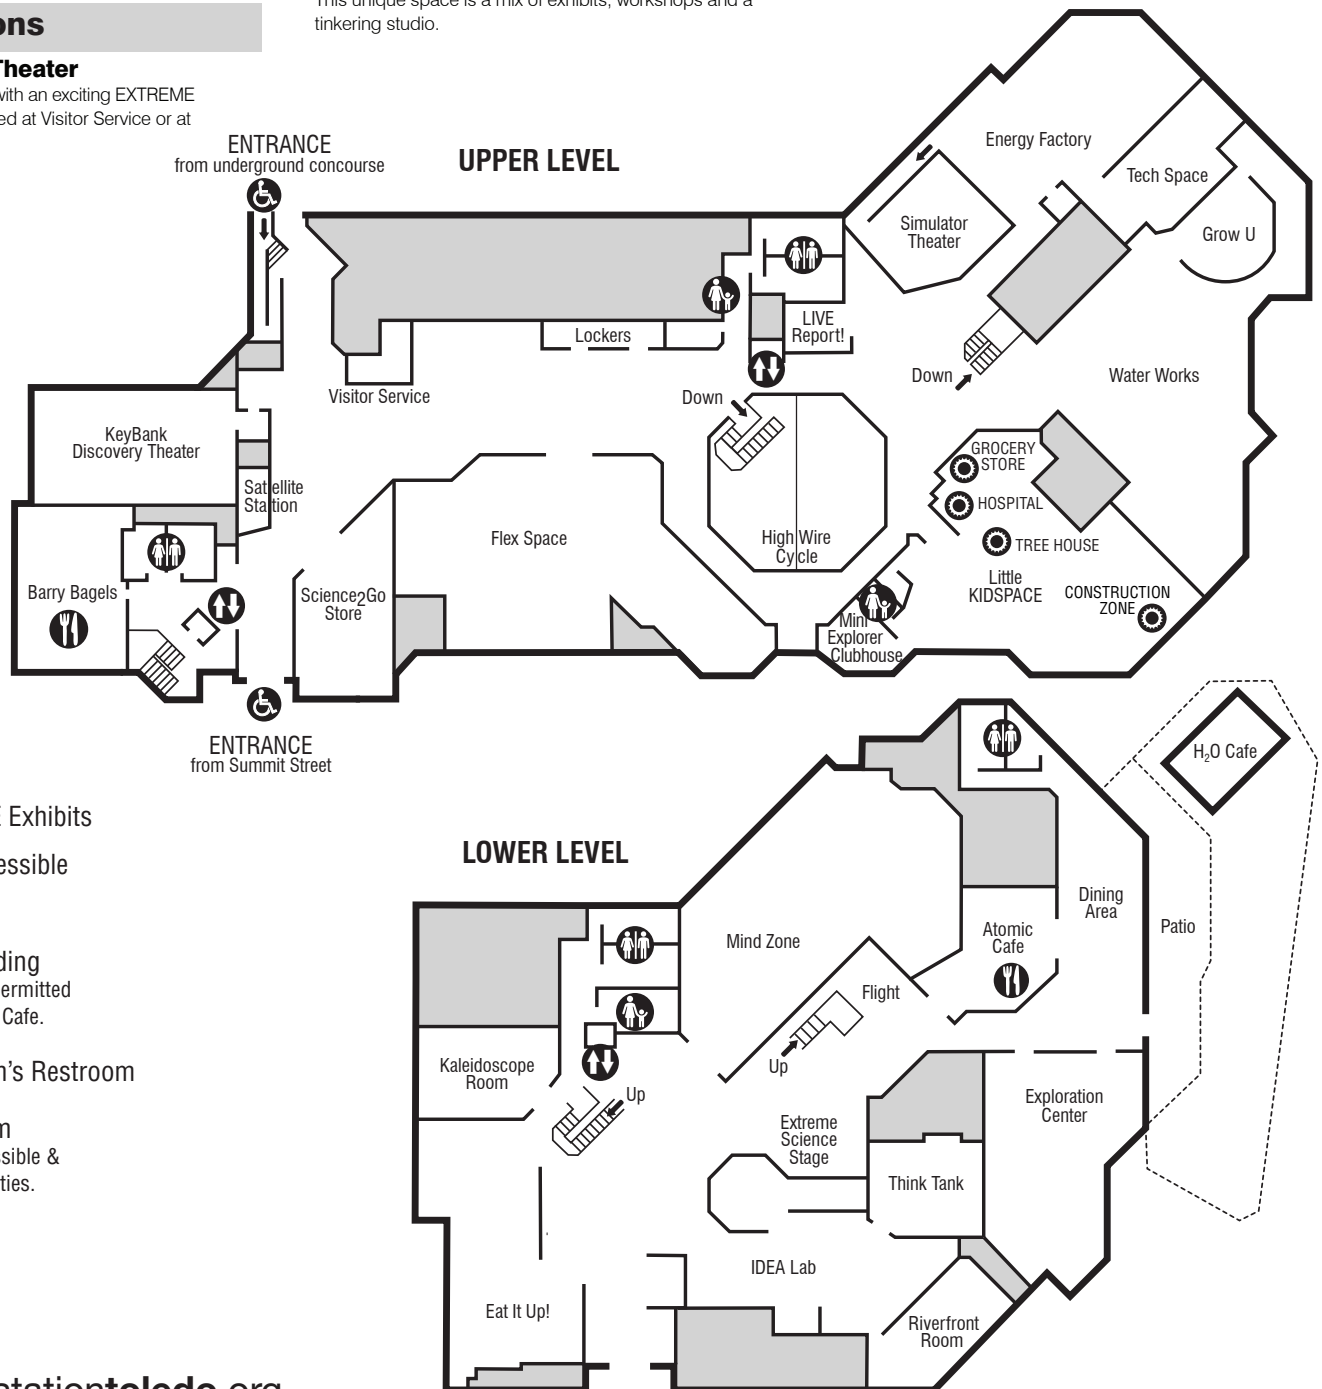 ons
Theater
with an exciting EXTREME
ed at Visitor Service or at
This unique space is a mix of exhibits, workshops and a
tinkering studio.
ENTRANCE
from underground concourse
UPPER LEVEL
Energy Factory
Tech Space
Simulator
Theater
Grow U
LIVE
Report!
Lockers
Visitor Service
Down
Down
Water Works
KeyBank
Discovery Theater
Satellite
Station
GROCERY
STORE
HOSPITAL
TREE HOUSE
Little
KIDSPACE
CONSTRUCTION
ZONE
Flex Space
High Wire
Cycle
Barry Bagels
Science2Go
Store
Mini
Explorer
Clubhouse
ENTRANCE
from Summit Street
H2O Cafe
E Exhibits
essible
ding
ermitted
Cafe.
n's Restroom
m
ssible &
ties.
LOWER LEVEL
Mind Zone
Dining
Area
Patio
Atomic
Cafe
Flight
Up
Kaleidoscope
Room
Up
Exploration
Center
Extreme
Science
Stage
Think Tank
IDEA Lab
Eat It Up!
Riverfront
Room
stationtoledo.org